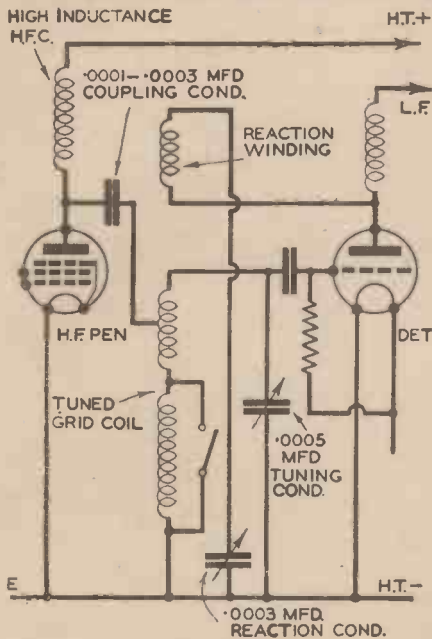 HIGH INDUCTANCE
H.F.C.
H.T.+
.0001–.0003 MFD
COUPLING COND.
L.F.
REACTION
WINDING
H.F. PEN
DET
TUNED
GRID COIL
.0005
MFD
TUNING
COND.
E
H.T.-
.0003 MFD.
REACTION COND.